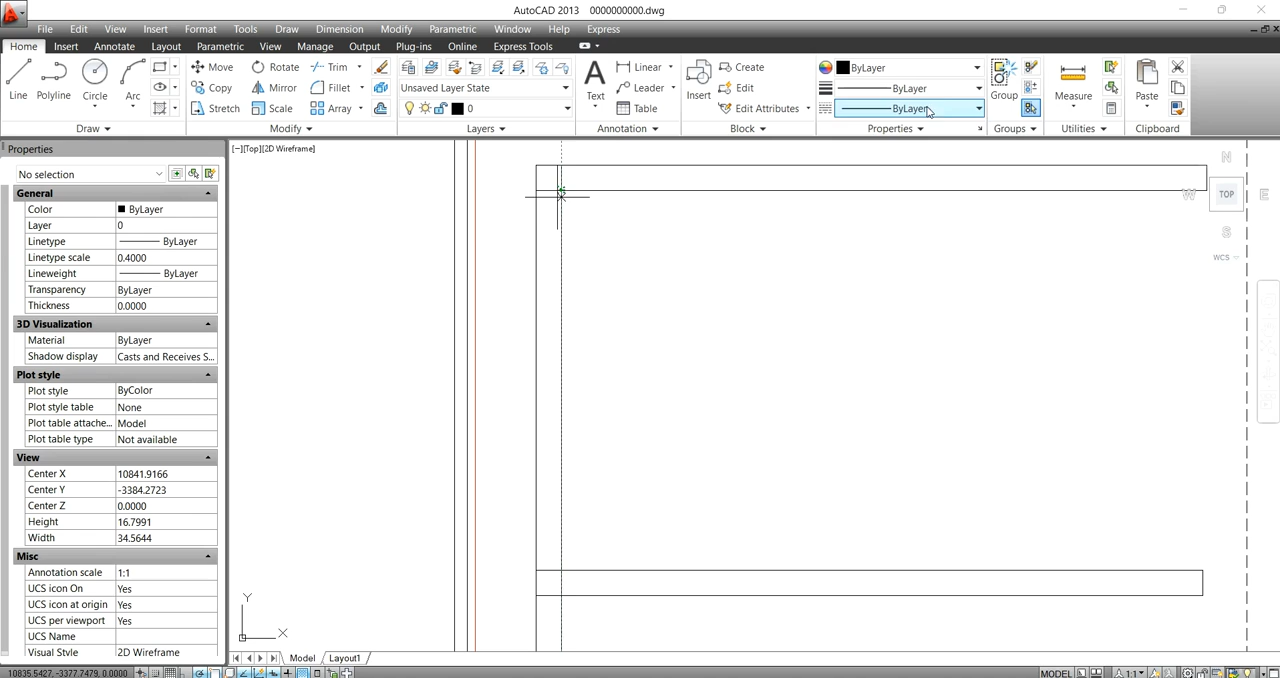 AutoCAD 2013 0000000000.dwg
File Edit View Insert Format Tools Draw Dimension Modify Parametric Window Help Express
Home Insert Annotate Layout Parametric View Manage Output Plug-ins Online Express Tools
Line Polyline Circle Arc
Move Rotate Trim
Copy Mirror Fillet
Stretch Scale Array
Unsaved Layer State
0
Text
Linear
Leader
Table
Insert
Create
Edit
Edit Attributes
ByLayer
ByLayer
ByLayer
Group
Measure
Paste
Draw Modify Layers Annotation Block Properties Groups Utilities Clipboard
Properties
No selection
General
Color ByLayer
Layer 0
Linetype ByLayer
Linetype scale 0.4000
Lineweight ByLayer
Transparency ByLayer
Thickness 0.0000
3D Visualization
Material ByLayer
Shadow display Casts and Receives S...
Plot style
Plot style ByColor
Plot style table None
Plot table attache... Model
Plot table type Not available
View
Center X 10841.9166
Center Y -3384.2723
Center Z 0.0000
Height 16.7991
Width 34.5644
Misc
Annotation scale 1:1
UCS icon On Yes
UCS icon at origin Yes
UCS per viewport Yes
UCS Name
Visual Style 2D Wireframe
[−][Top][2D Wireframe]
N
W TOP E
S
WCS
Y
X
Model Layout1
10835.5427, -3377.7479, 0.0000
MODEL 1:1